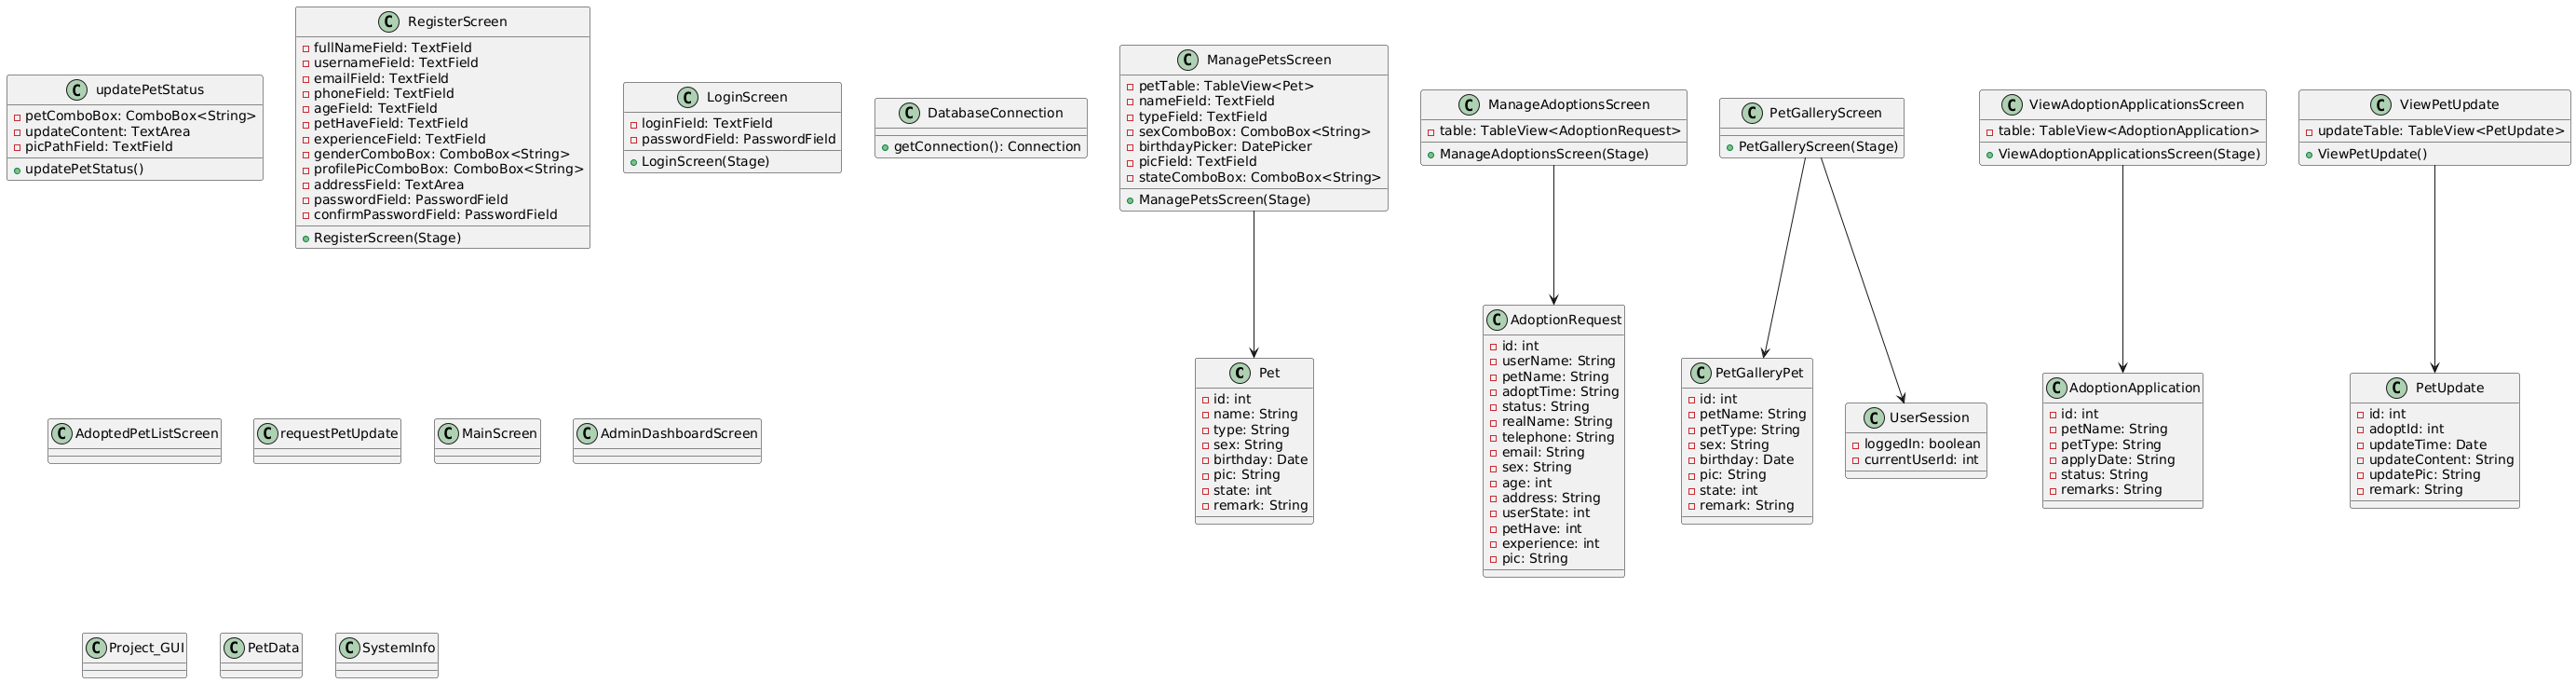 updatePetStatus
petComboBox: ComboBox<String>
updateContent: TextArea
picPathField: TextField
updatePetStatus()
RegisterScreen
fullNameField: TextField
usernameField: TextField
emailField: TextField
phoneField: TextField
ageField: TextField
petHaveField: TextField
experienceField: TextField
genderComboBox: ComboBox<String>
profilePicComboBox: ComboBox<String>
addressField: TextArea
passwordField: PasswordField
confirmPasswordField: PasswordField
RegisterScreen(Stage)
LoginScreen
loginField: TextField
passwordField: PasswordField
LoginScreen(Stage)
DatabaseConnection
getConnection(): Connection
ManagePetsScreen
petTable: TableView<Pet>
nameField: TextField
typeField: TextField
sexComboBox: ComboBox<String>
birthdayPicker: DatePicker
picField: TextField
stateComboBox: ComboBox<String>
ManagePetsScreen(Stage)
ManageAdoptionsScreen
table: TableView<AdoptionRequest>
ManageAdoptionsScreen(Stage)
PetGalleryScreen
PetGalleryScreen(Stage)
ViewAdoptionApplicationsScreen
table: TableView<AdoptionApplication>
ViewAdoptionApplicationsScreen(Stage)
ViewPetUpdate
updateTable: TableView<PetUpdate>
ViewPetUpdate()
AdoptedPetListScreen
requestPetUpdate
MainScreen
AdminDashboardScreen
Pet
id: int
name: String
type: String
sex: String
birthday: Date
pic: String
state: int
remark: String
AdoptionRequest
id: int
userName: String
petName: String
adoptTime: String
status: String
realName: String
telephone: String
email: String
sex: String
age: int
address: String
userState: int
petHave: int
experience: int
pic: String
PetGalleryPet
id: int
petName: String
petType: String
sex: String
birthday: Date
pic: String
state: int
remark: String
UserSession
loggedIn: boolean
currentUserId: int
AdoptionApplication
id: int
petName: String
petType: String
applyDate: String
status: String
remarks: String
PetUpdate
id: int
adoptId: int
updateTime: Date
updateContent: String
updatePic: String
remark: String
Project_GUI
PetData
SystemInfo